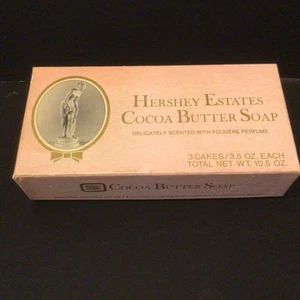 HERSHEY ESTATES
COCOA BUTTER SOAP
DELICATELY SCENTED WITH FOUGÈRE PERFUME
3 CAKES/3.5 OZ. EACH
TOTAL NET WT. 10.5 OZ.
COCOA BUTTER SOAP